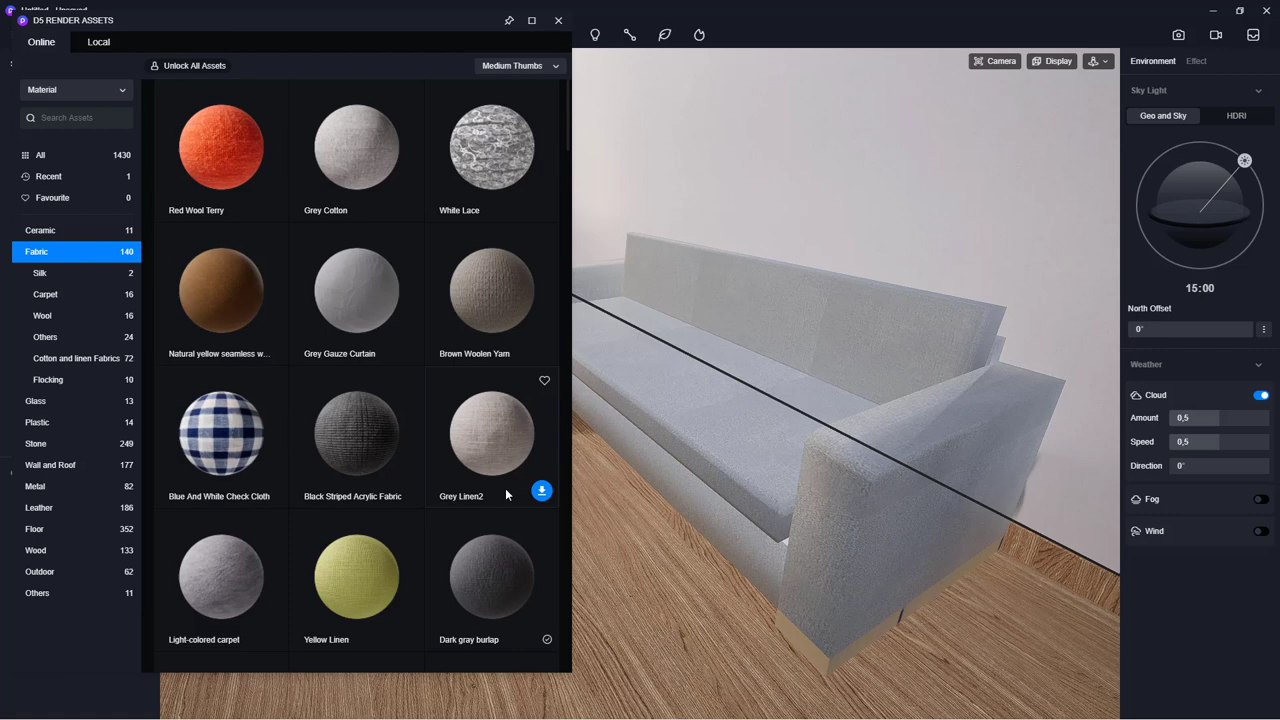 D5 RENDER ASSETS
Online
Local
Unlock All Assets
Medium Thumbs
Material
Search Assets
All 1430
Recent 1
Favourite 0
Ceramic 11
Fabric 140
Silk 2
Carpet 16
Wool 16
Others 24
Cotton and linen Fabrics 72
Flocking 10
Glass 13
Plastic 14
Stone 249
Wall and Roof 177
Metal 82
Leather 186
Floor 352
Wood 133
Outdoor 62
Others 11
Red Wool Terry
Grey Cotton
White Lace
Natural yellow seamless w...
Grey Gauze Curtain
Brown Woolen Yarn
Blue And White Check Cloth
Black Striped Acrylic Fabric
Grey Linen2
Light-colored carpet
Yellow Linen
Dark gray burlap
Camera
Display
Environment
Effect
Sky Light
Geo and Sky
HDRI
15:00
North Offset
0°
Weather
Cloud
Amount 0,5
Speed 0,5
Direction 0°
Fog
Wind